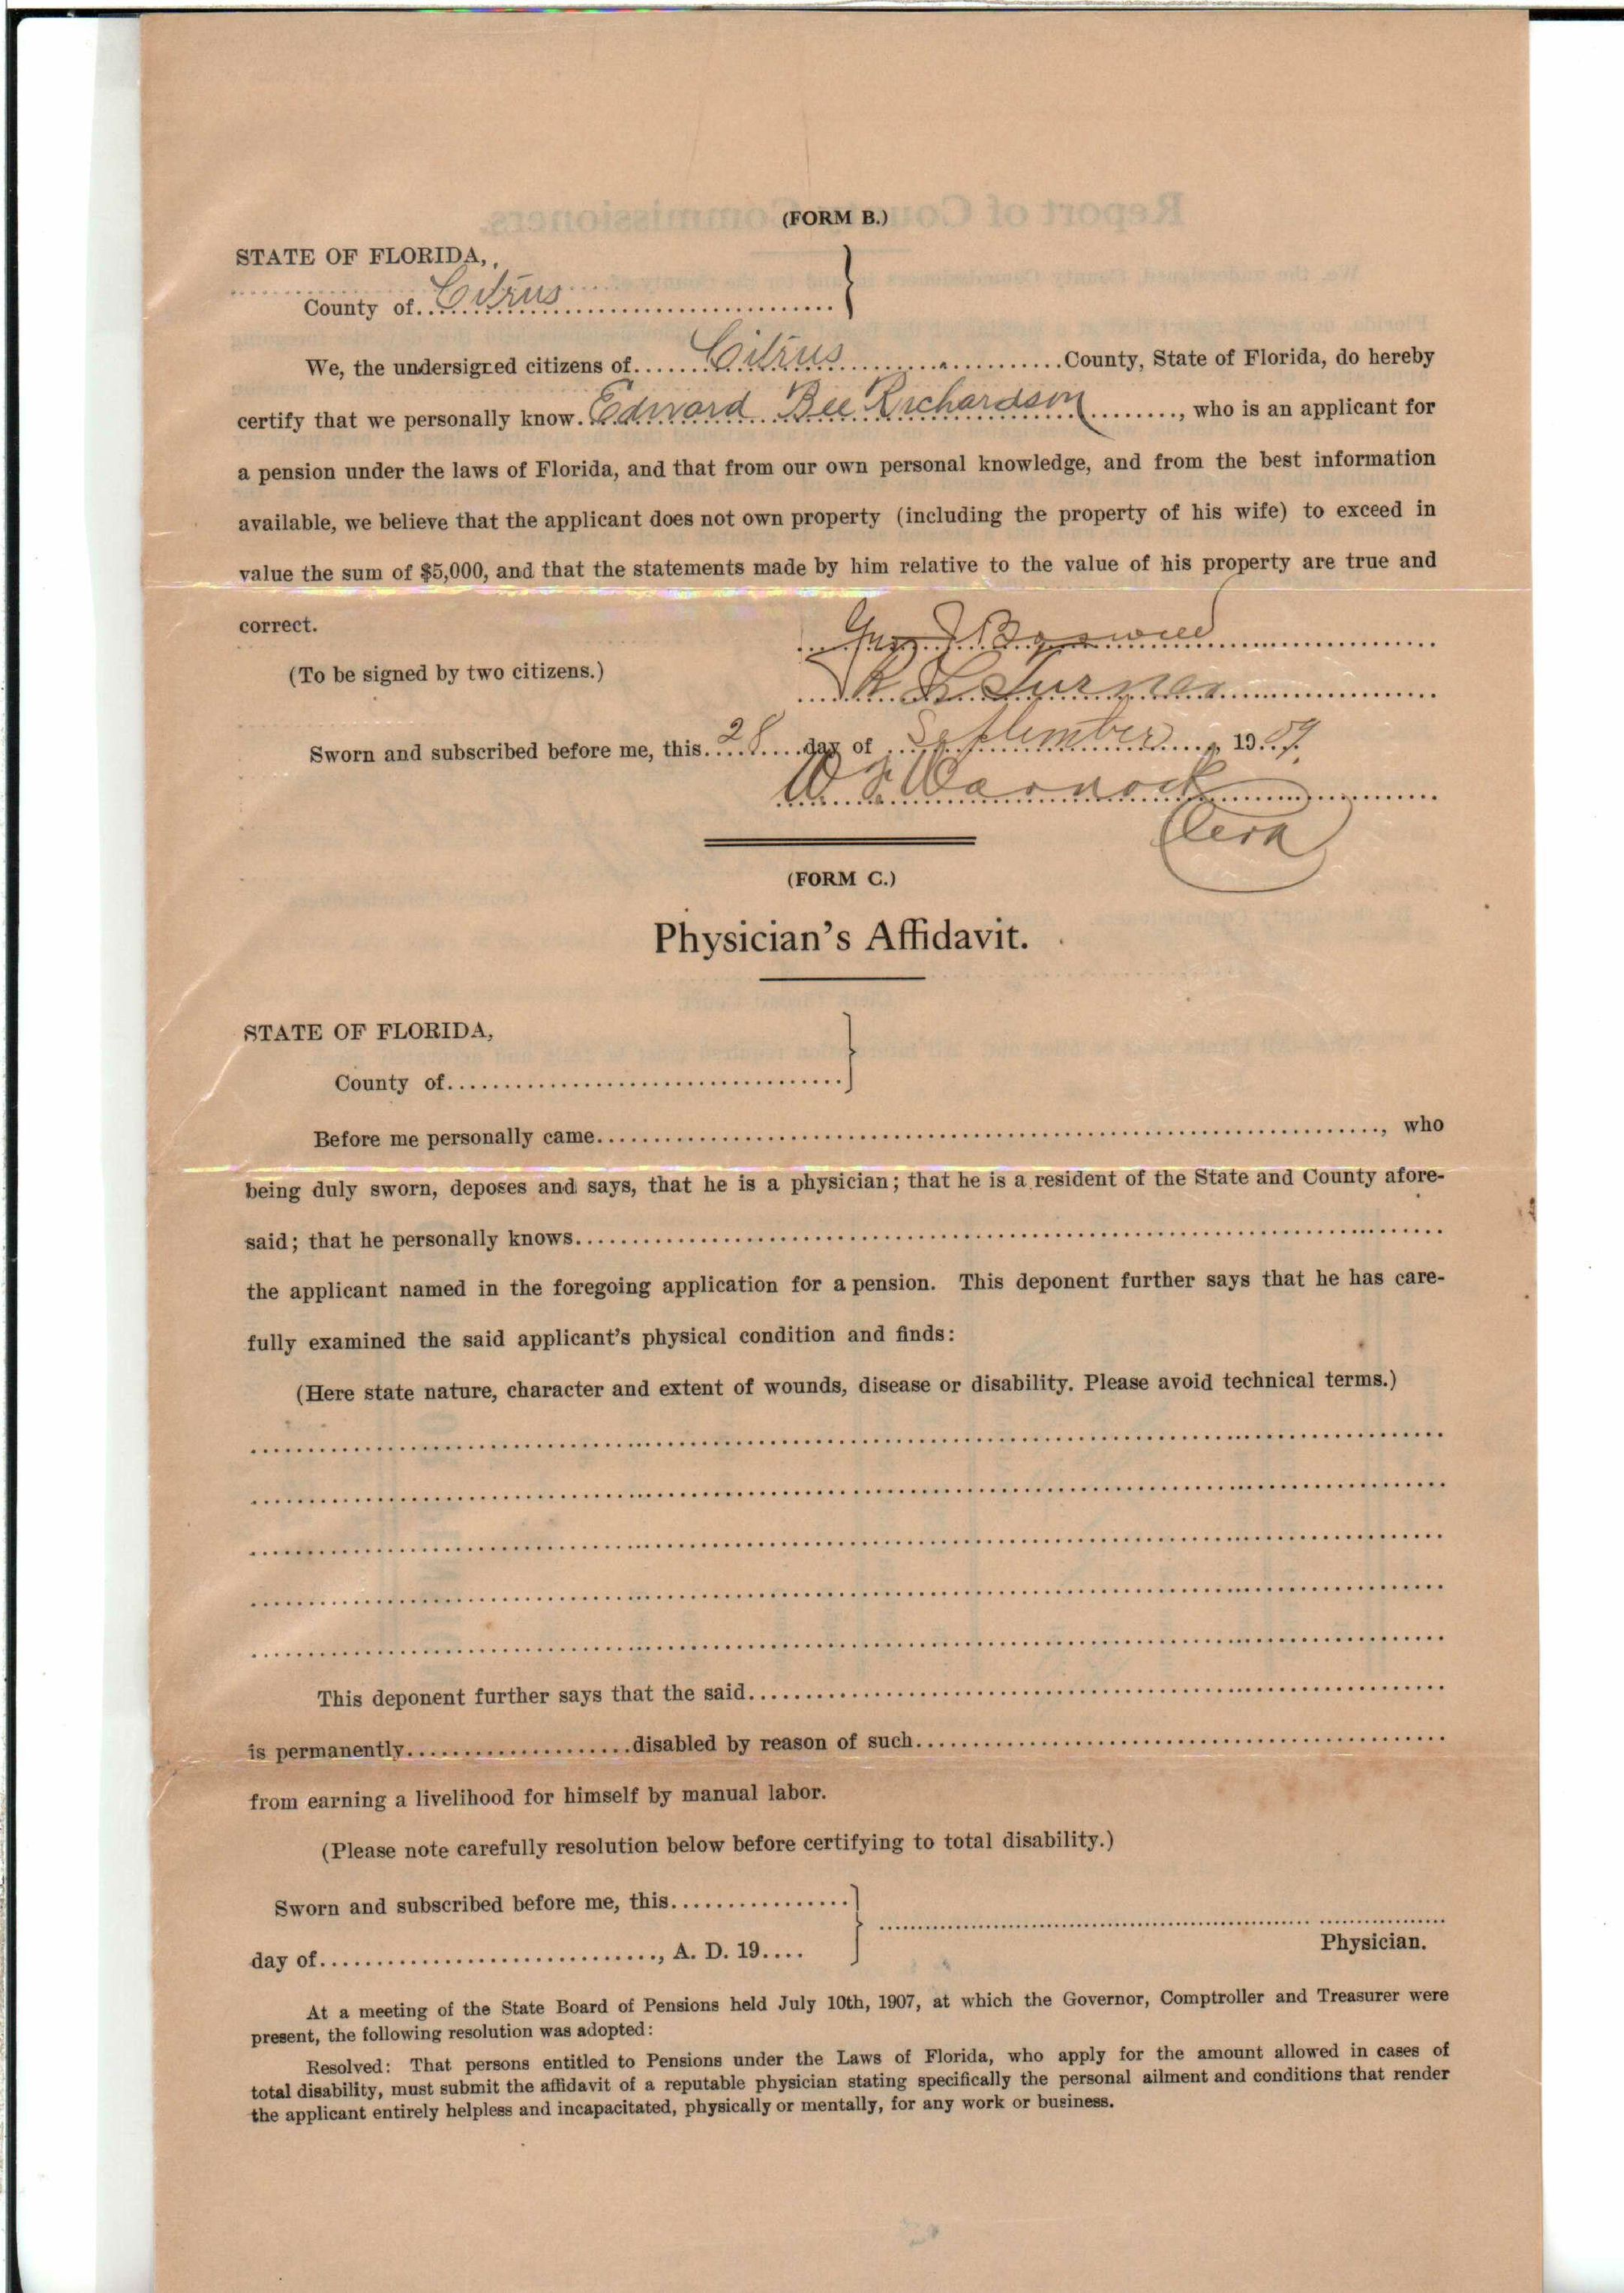 (FORM B.)
STATE OF FLORIDA,
County of Citrus
We, the undersigned citizens of Citrus County, State of Florida, do hereby
certify that we personally know Edward Bee Richardson, who is an applicant for
a pension under the laws of Florida, and that from our own personal knowledge, and from the best information
available, we believe that the applicant does not own property (including the property of his wife) to exceed in
value the sum of $5,000, and that the statements made by him relative to the value of his property are true and
correct.
(To be signed by two citizens.)
R L Turner
Sworn and subscribed before me, this 28 day of September, 1909.
W. F. Warnock
Clerk
(FORM C.)
Physician's Affidavit.
STATE OF FLORIDA,
County of
Before me personally came, who
being duly sworn, deposes and says, that he is a physician; that he is a resident of the State and County afore-
said; that he personally knows
the applicant named in the foregoing application for a pension. This deponent further says that he has care-
fully examined the said applicant's physical condition and finds:
(Here state nature, character and extent of wounds, disease or disability. Please avoid technical terms.)
This deponent further says that the said
is permanently disabled by reason of such
from earning a livelihood for himself by manual labor.
(Please note carefully resolution below before certifying to total disability.)
Sworn and subscribed before me, this
day of, A. D. 19
Physician.
At a meeting of the State Board of Pensions held July 10th, 1907, at which the Governor, Comptroller and Treasurer were
present, the following resolution was adopted:
Resolved: That persons entitled to Pensions under the Laws of Florida, who apply for the amount allowed in cases of
total disability, must submit the affidavit of a reputable physician stating specifically the personal ailment and conditions that render
the applicant entirely helpless and incapacitated, physically or mentally, for any work or business.